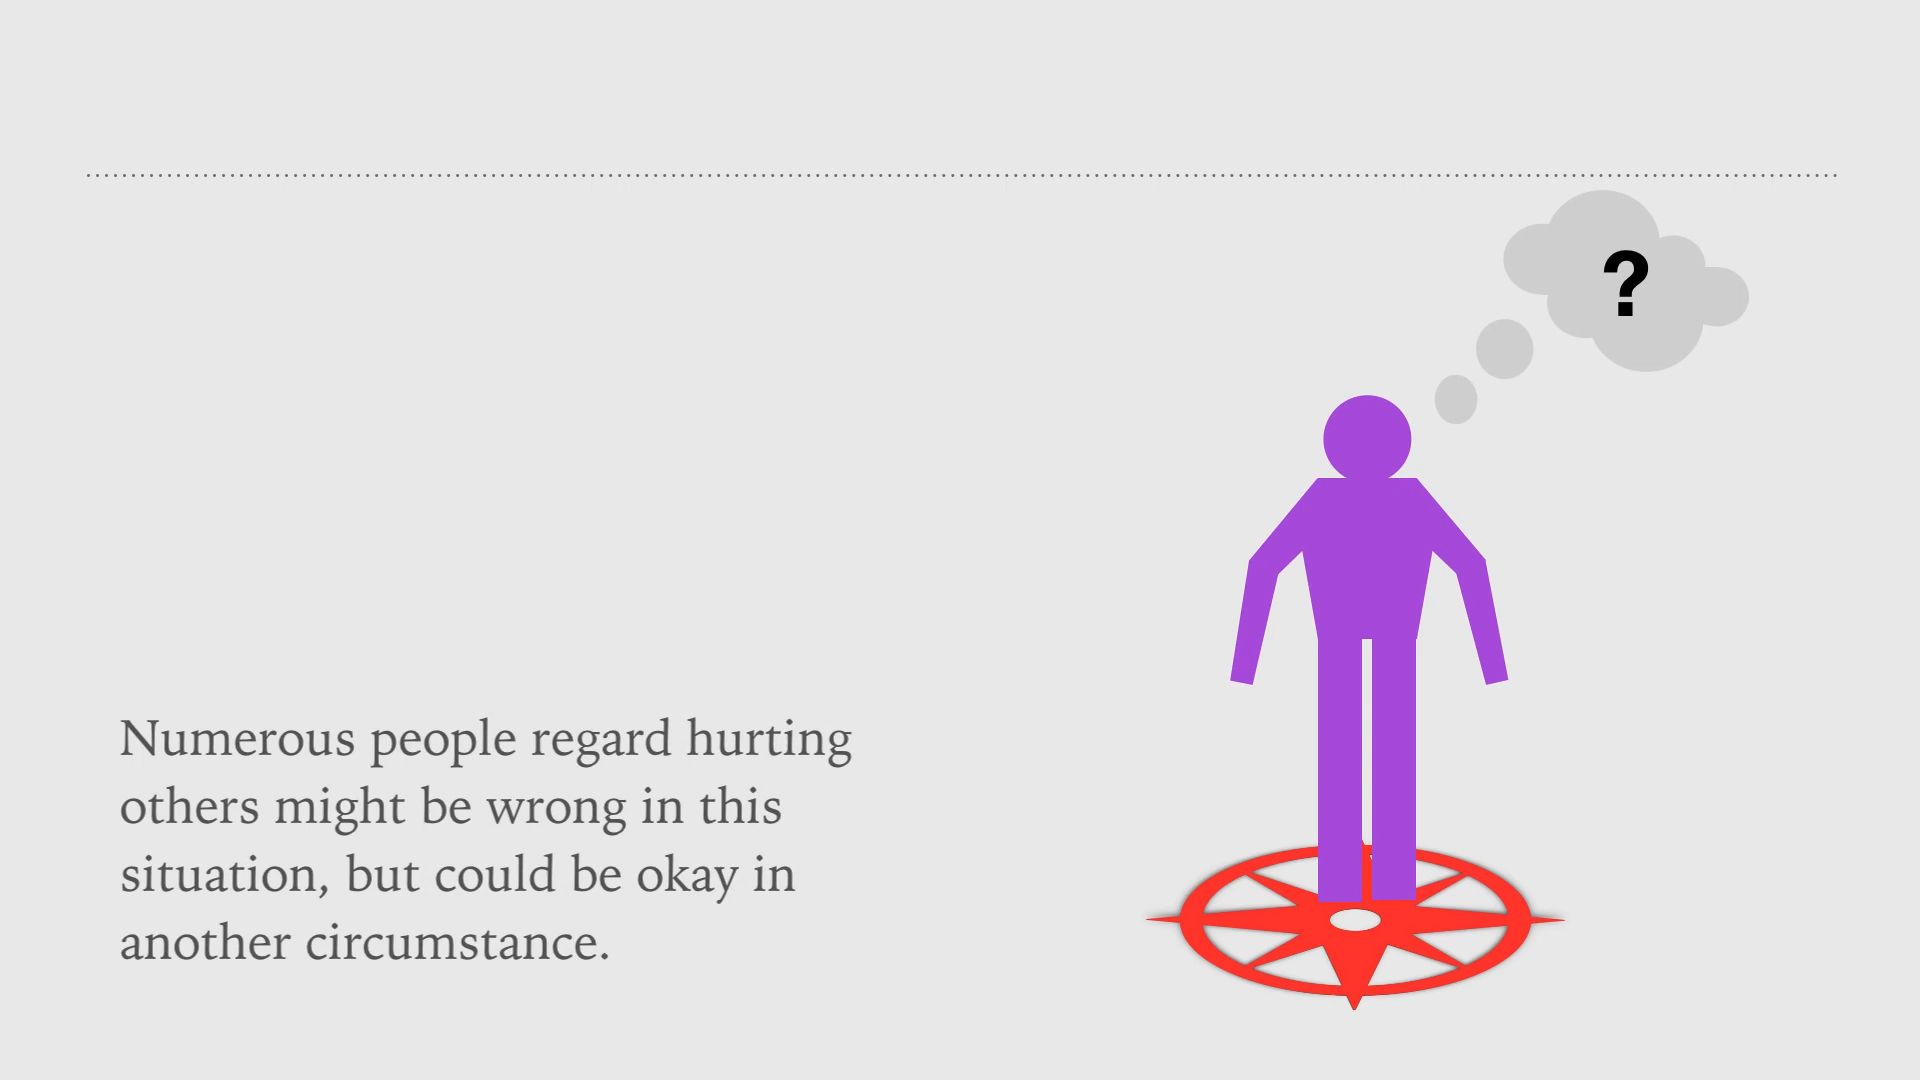 ?
Numerous people regard hurting
others might be wrong in this
situation, but could be okay in
another circumstance.